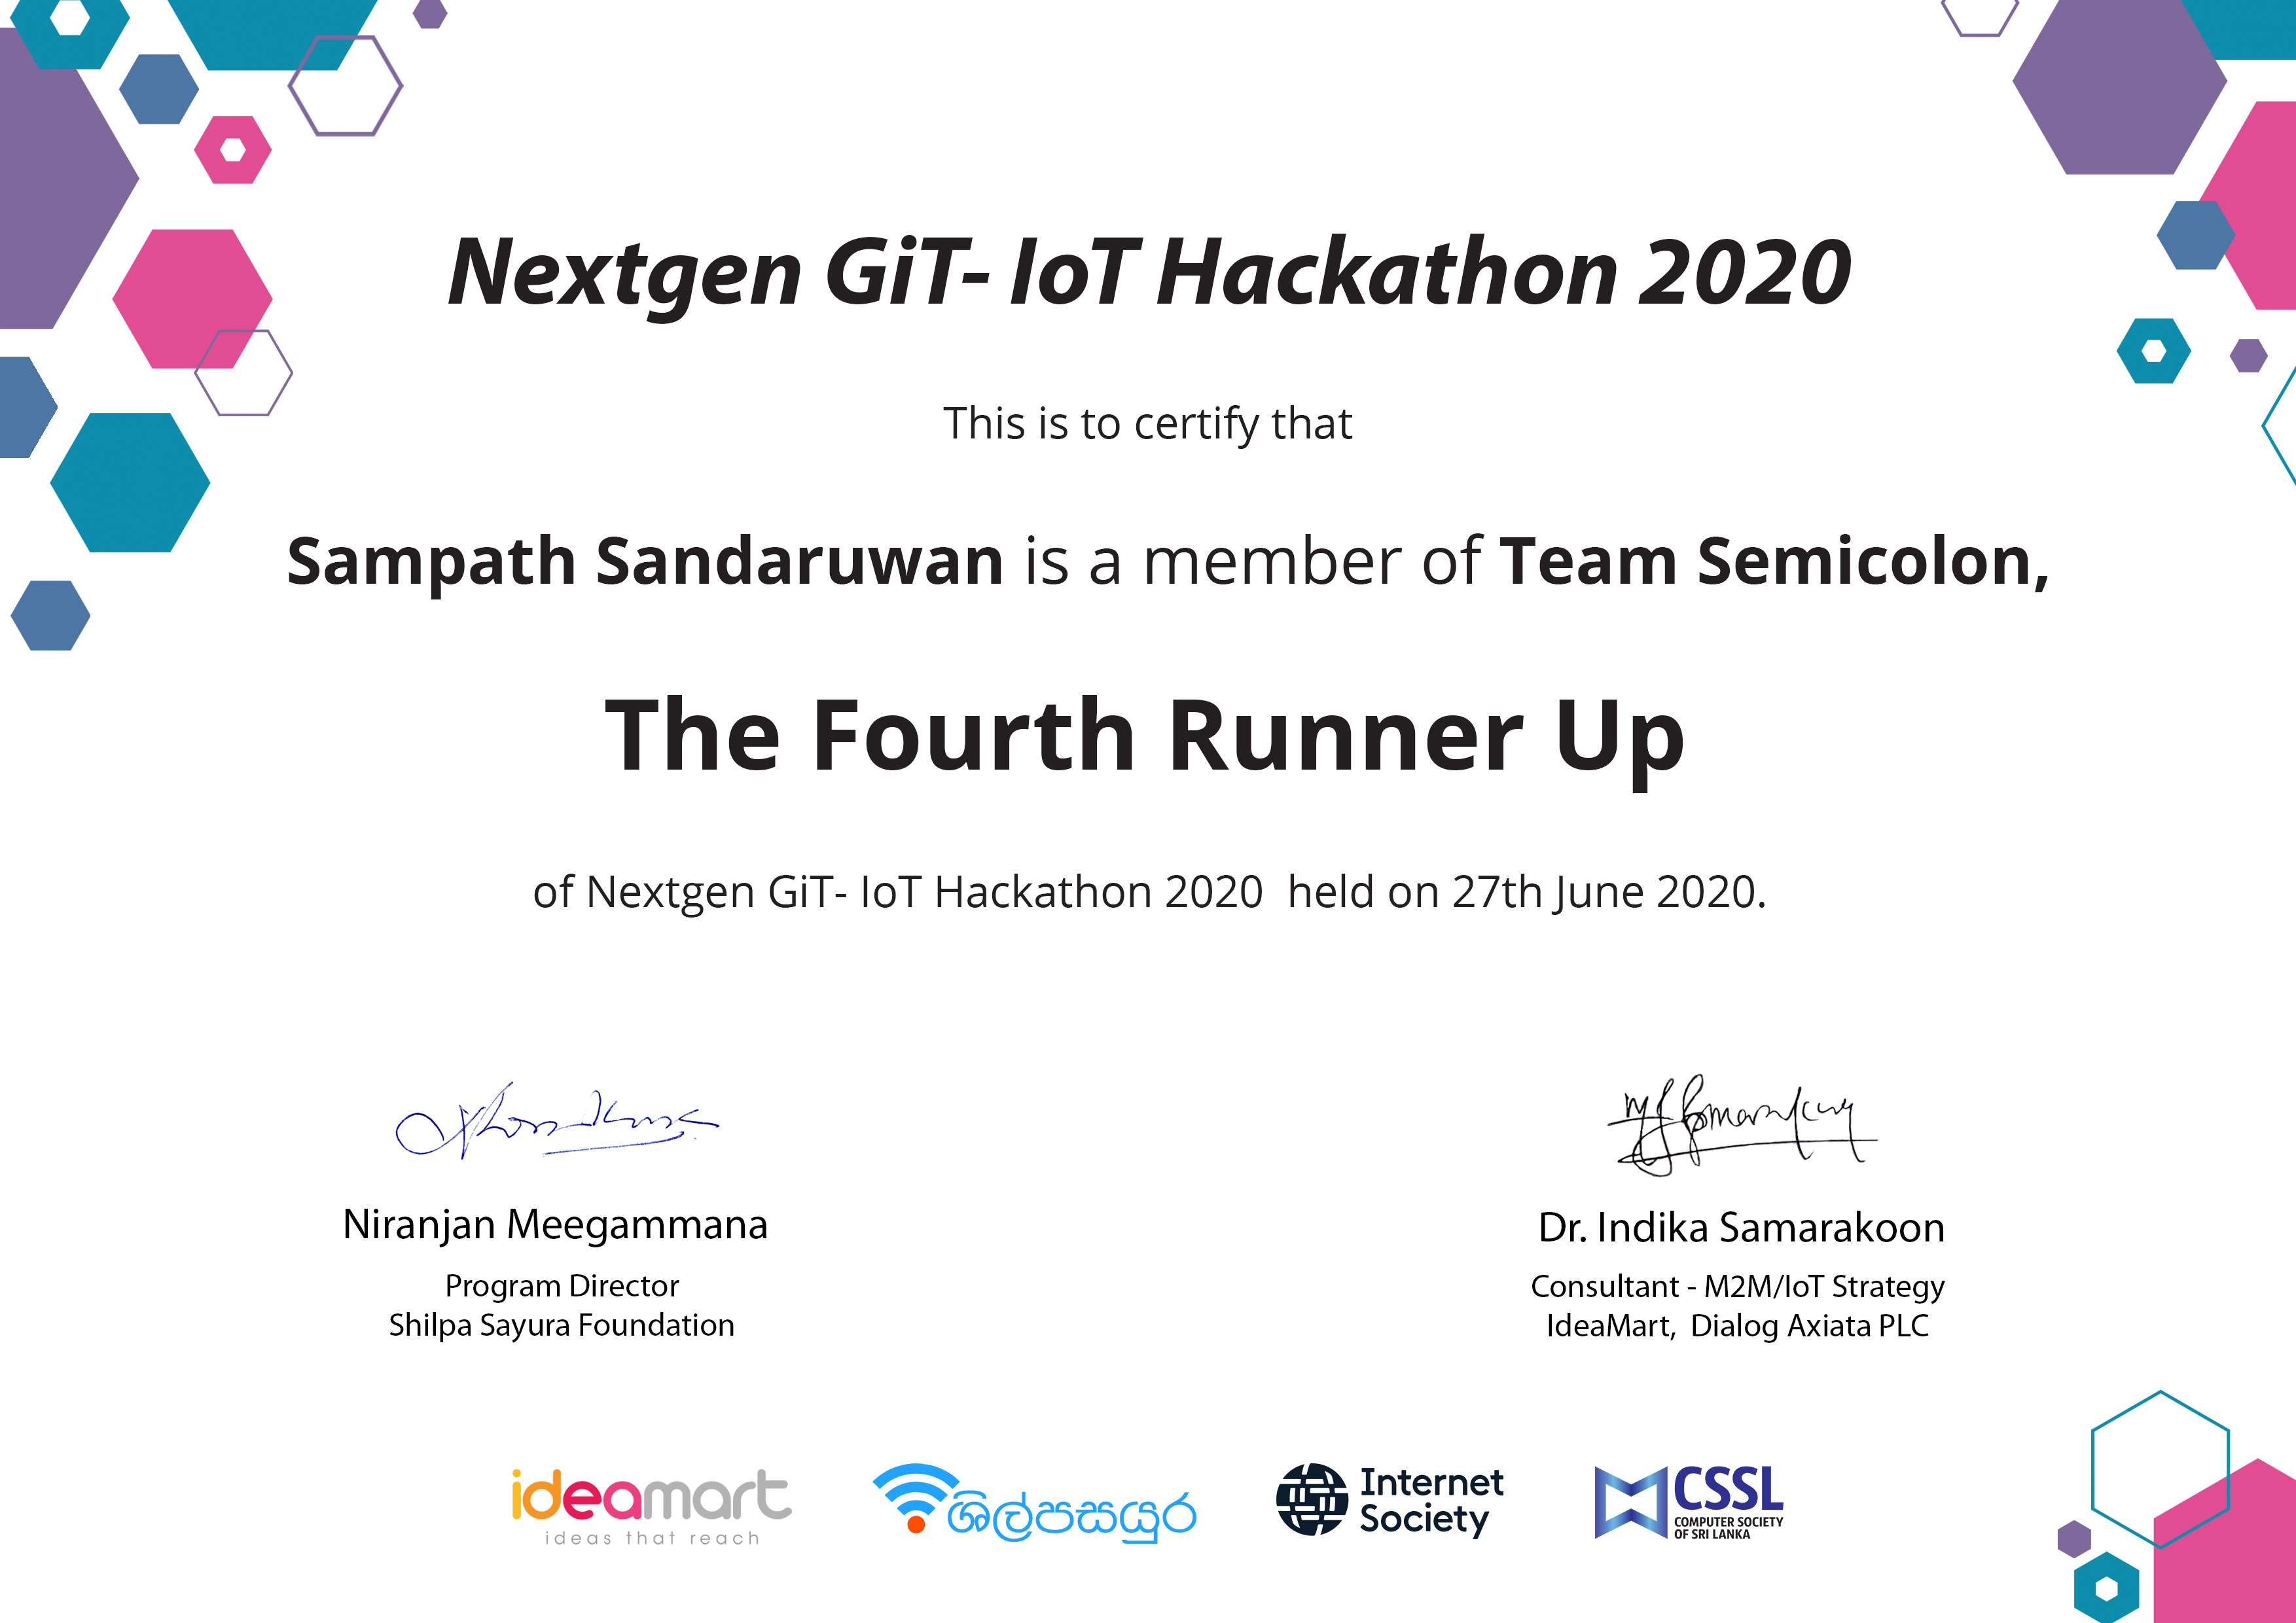 Nextgen GiT- IoT Hackathon 2020
This is to certify that
Sampath Sandaruwan is a member of Team Semicolon,
The Fourth Runner Up
of Nextgen GiT- IoT Hackathon 2020 held on 27th June 2020.
Niranjan Meegammana
Program Director
Shilpa Sayura Foundation
Dr. Indika Samarakoon
Consultant - M2M/IoT Strategy
IdeaMart, Dialog Axiata PLC
ideamart
ideas that reach
ශිල්පසයුර
Internet
Society
CSSL
COMPUTER SOCIETY
OF SRI LANKA